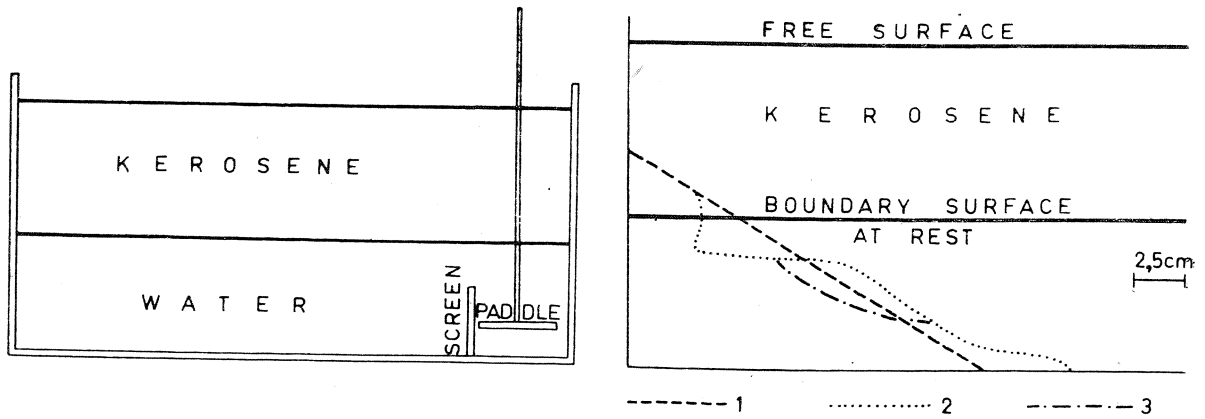 KEROSENE
WATER
SCREEN
PADDLE
FREE SURFACE
KEROSENE
BOUNDARY SURFACE
AT REST
2,5cm
1 2 3